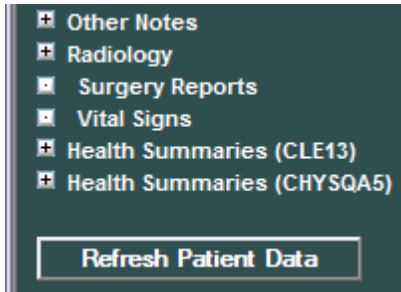 Other Notes
Radiology
Surgery Reports
Vital Signs
Health Summaries (CLE13)
Health Summaries (CHYSQA5)
Refresh Patient Data